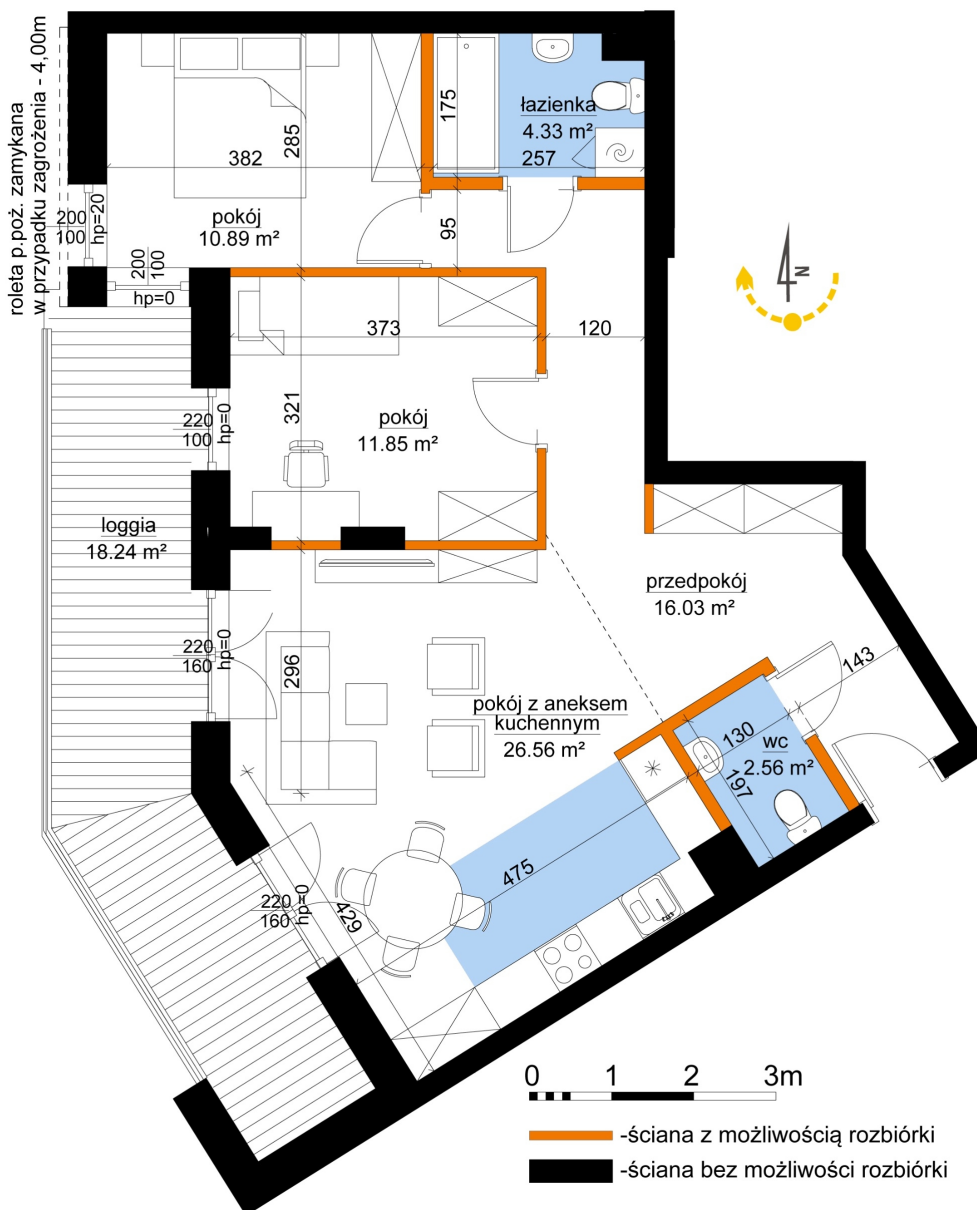 roleta p.poż. zamykana
w przypadku zagrożenia - 4,00m
łazienka
4.33 m²
175
257
382
285
pokój
10.89 m²
95
200
100
hp=20
200
100
hp=0
N
373
120
321
pokój
11.85 m²
220
100
hp=0
loggia
18.24 m²
przedpokój
16.03 m²
220
160
hp=0
296
pokój z aneksem
kuchennym
26.56 m²
143
130
wc
2.56 m²
197
475
429
220
160
hp=0
0 1 2 3m
-ściana z możliwością rozbiórki
-ściana bez możliwości rozbiórki